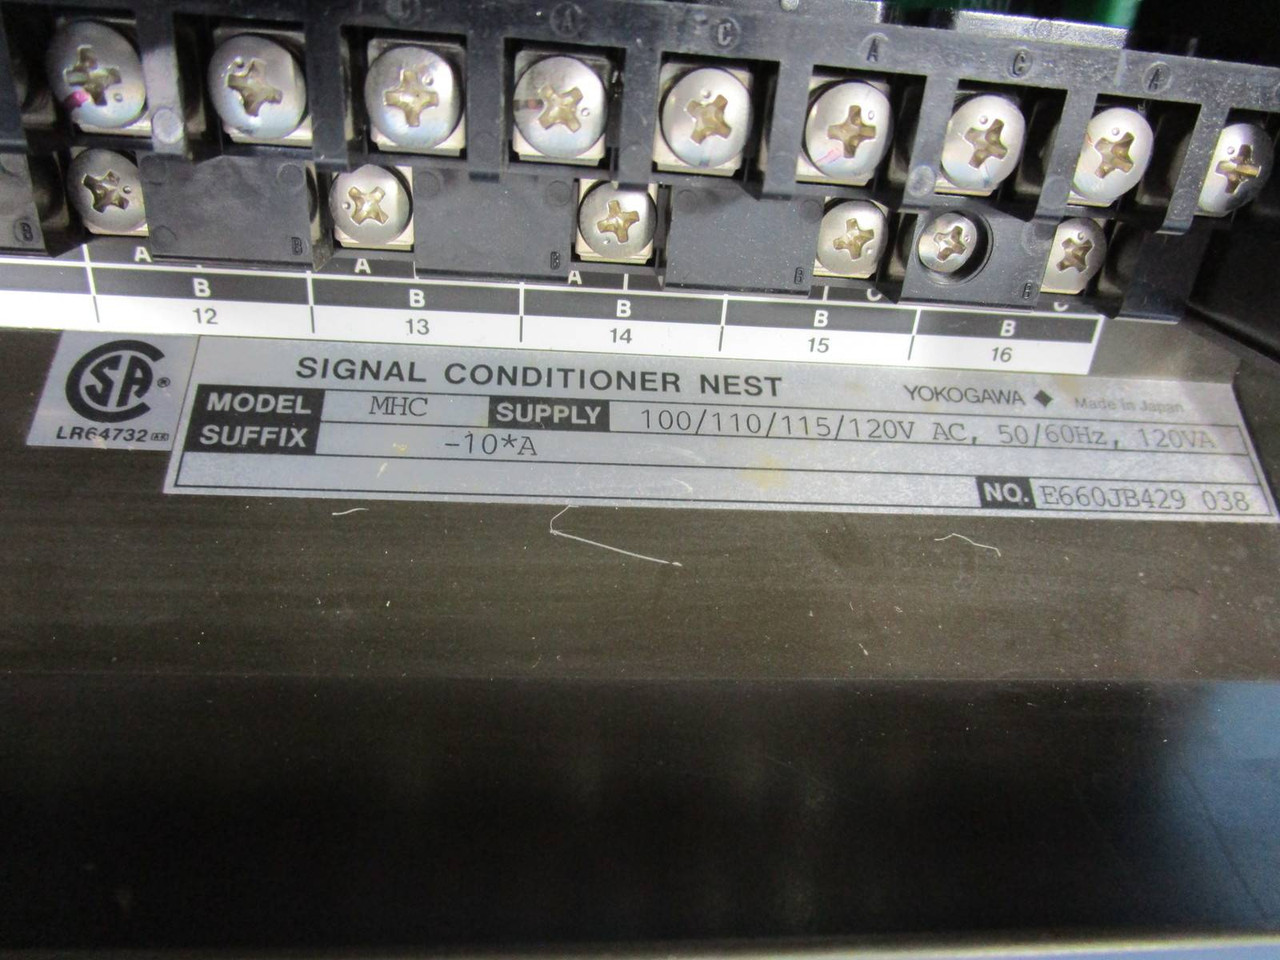 C A C A C A
B B B B B
A A A C C
B B B B B
12 13 14 15 16
SIGNAL CONDITIONER NEST YOKOGAWA Made in Japan
CSA ®
LR64732
MODEL MHC SUPPLY 100/110/115/120V AC, 50/60Hz, 120VA
SUFFIX -10*A
NO. E660JB429 038